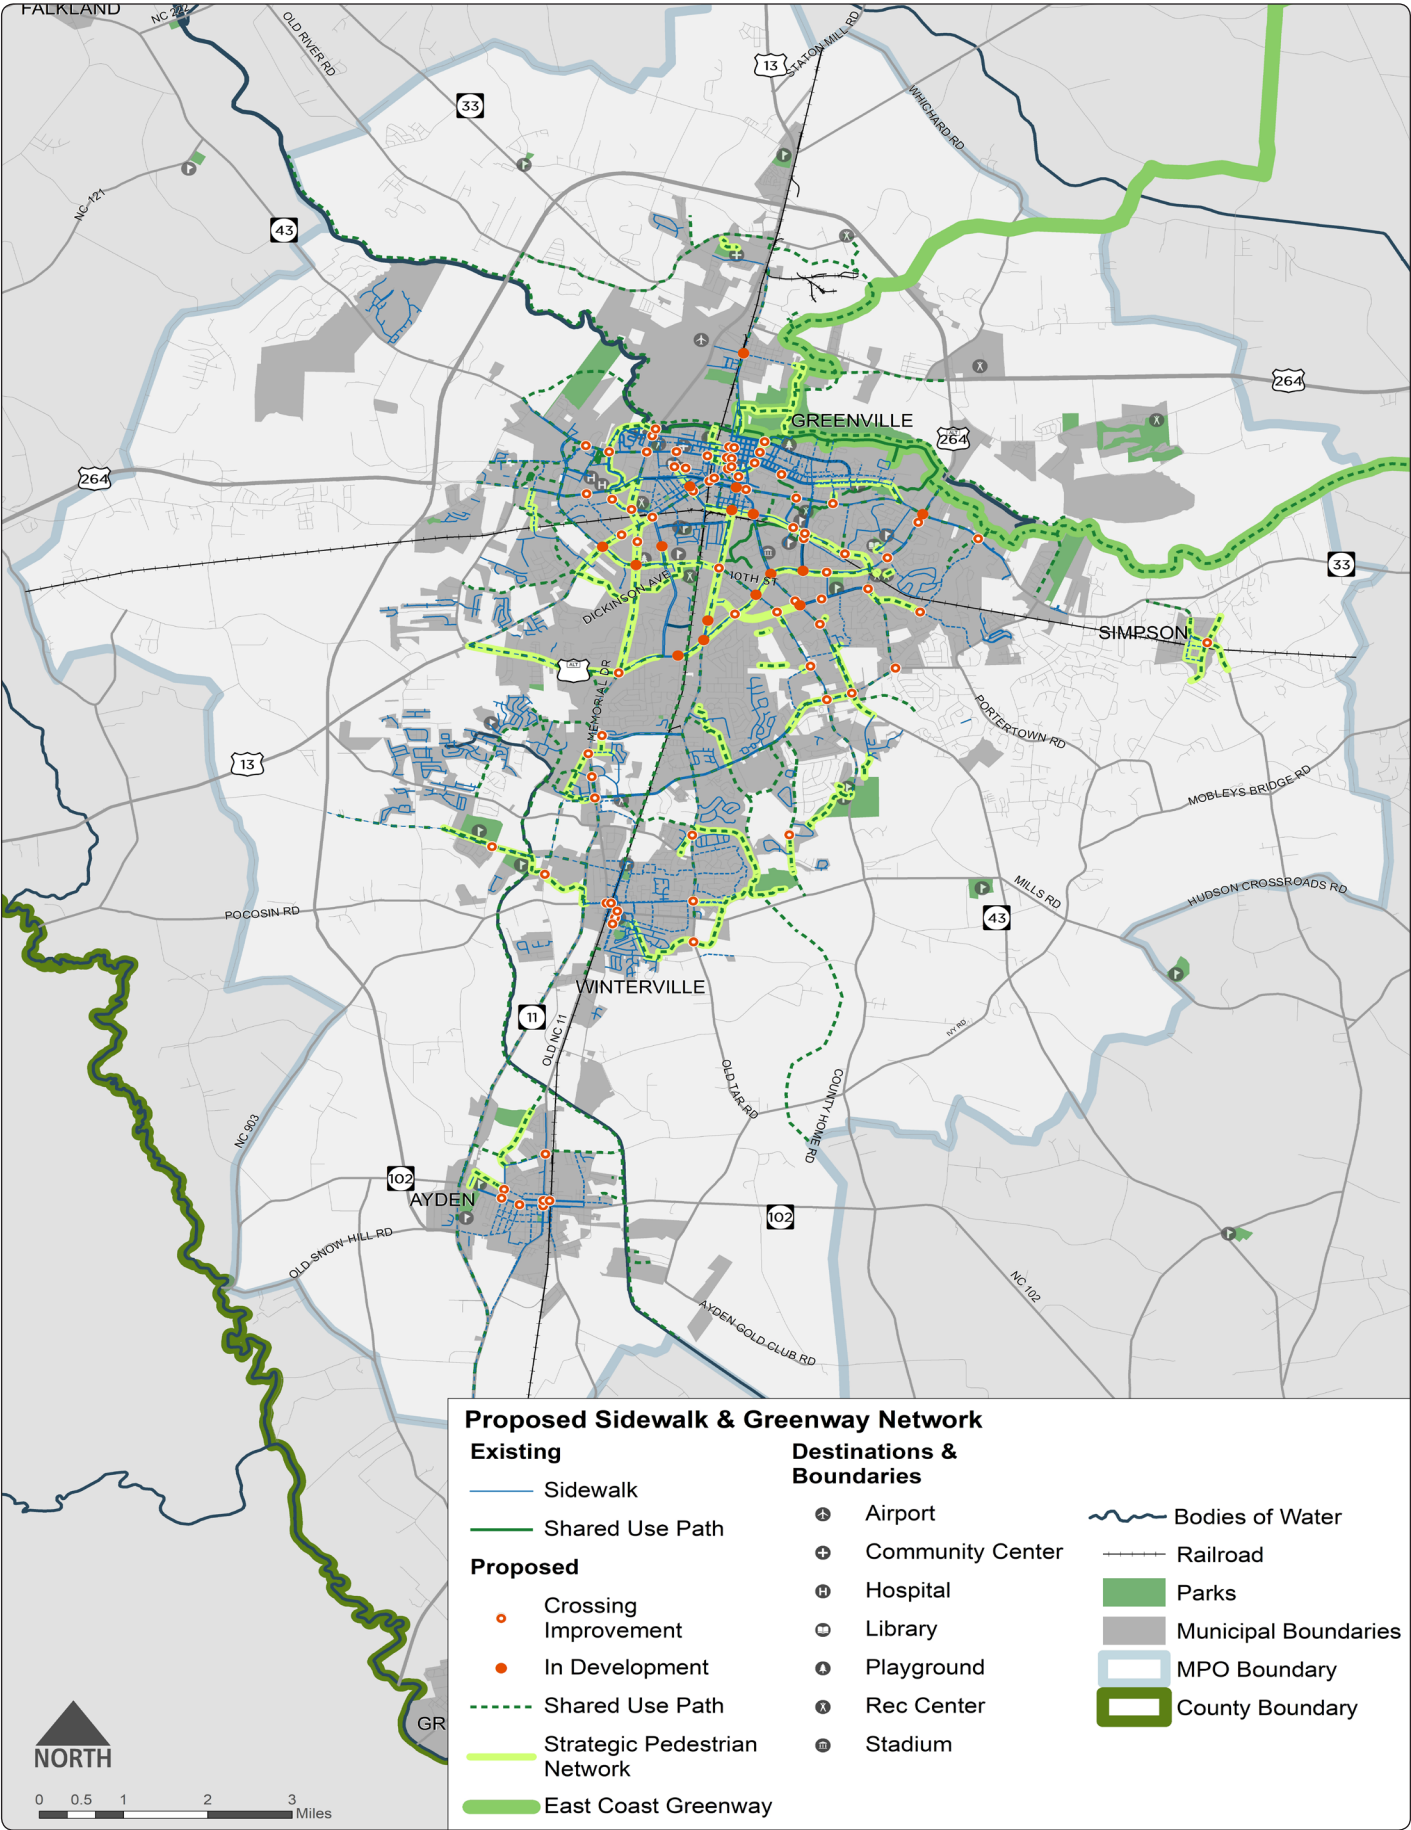 FALKLAND
OLD RIVER RD
33
13
STATON MILL RD
WHICHARD RD
NC 121
43
264
GREENVILLE
264
264
33
DICKINSON AVE
10TH ST
SIMPSON
ALT
MEMORIAL DR
PORTERTOWN RD
13
MOBLEYS BRIDGE RD
MILLS RD
HUDSON CROSSROADS RD
POCOSIN RD
43
WINTERVILLE
11
OLD NC 11
IVY RD
OLD TAR RD
COUNTY HOME RD
NC 903
102
AYDEN
102
OLD SNOW HILL RD
NC 102
AYDEN GOLD CLUB RD
Proposed Sidewalk & Greenway Network
Existing
Sidewalk
Shared Use Path
Proposed
Crossing
Improvement
In Development
Shared Use Path
Strategic Pedestrian
Network
East Coast Greenway
Destinations &
Boundaries
Airport
Community Center
Hospital
Library
Playground
Rec Center
Stadium
Bodies of Water
Railroad
Parks
Municipal Boundaries
MPO Boundary
County Boundary
GR
NORTH
0 0.5 1 2 3
Miles